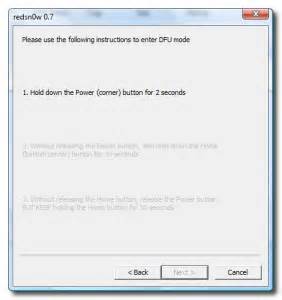 redsn0w 0.7
Please use the following instructions to enter DFU mode
1. Hold down the Power (corner) button for 2 seconds
2. Without releasing the Power button, also hold down the Home
(bottom center) button for 10 seconds
3. Without releasing the Home button, release the Power button
BUT KEEP holding the Home button for 30 seconds
< Back
Next >
Cancel